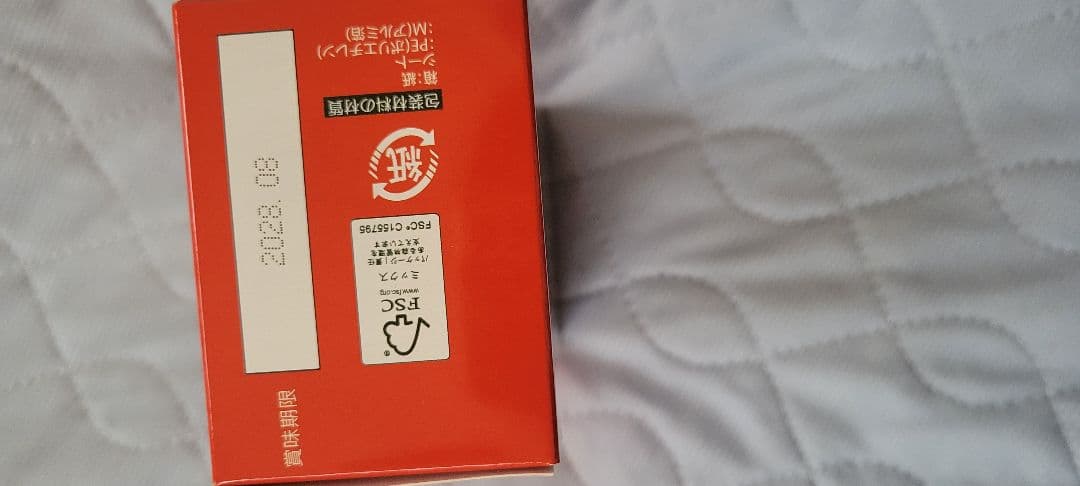 賞味期限
2028. 08
FSC
www.fsc.org
ミックス
パッケージ｜責任
ある森林管理を
支えています
FSC® C155795
紙
包装材料の材質
箱:紙
シート
:PE(ポリエチレン)
:M(アルミ箔)